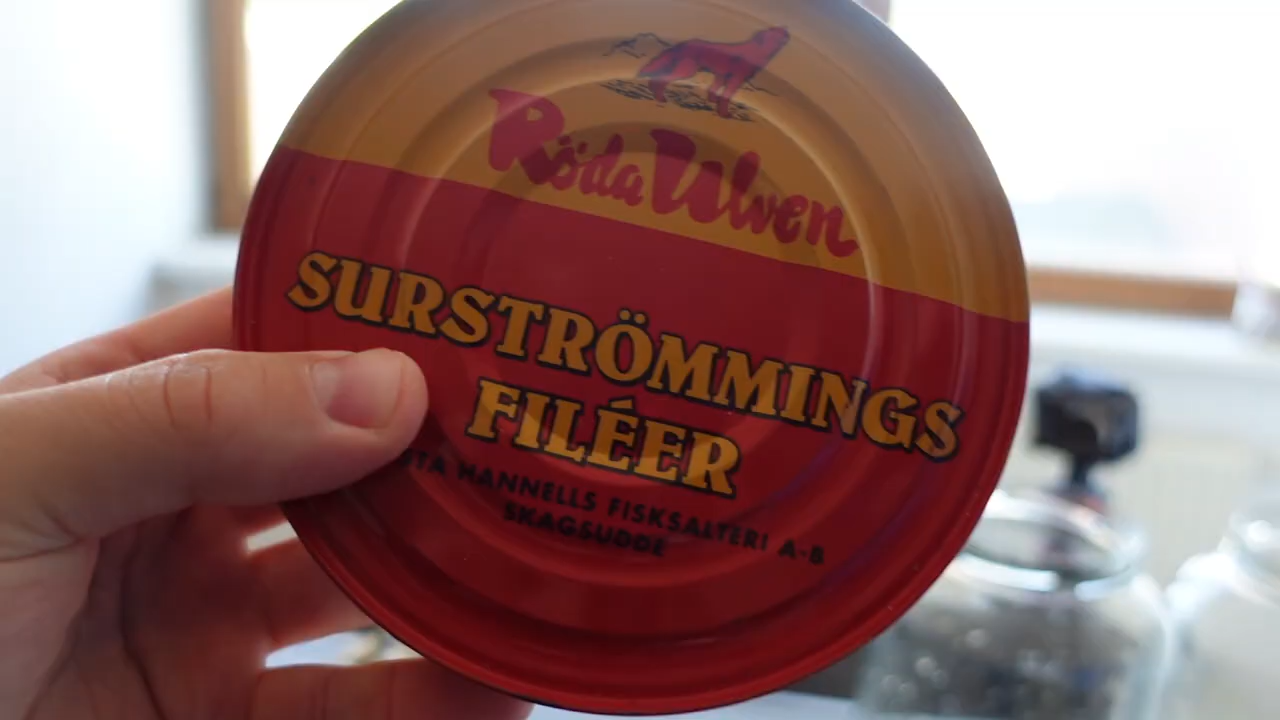 Röda Ulven
SURSTRÖMMINGS
FILÉER
HANNELLS FISKSALTERI A-B
SKAGSUDDE